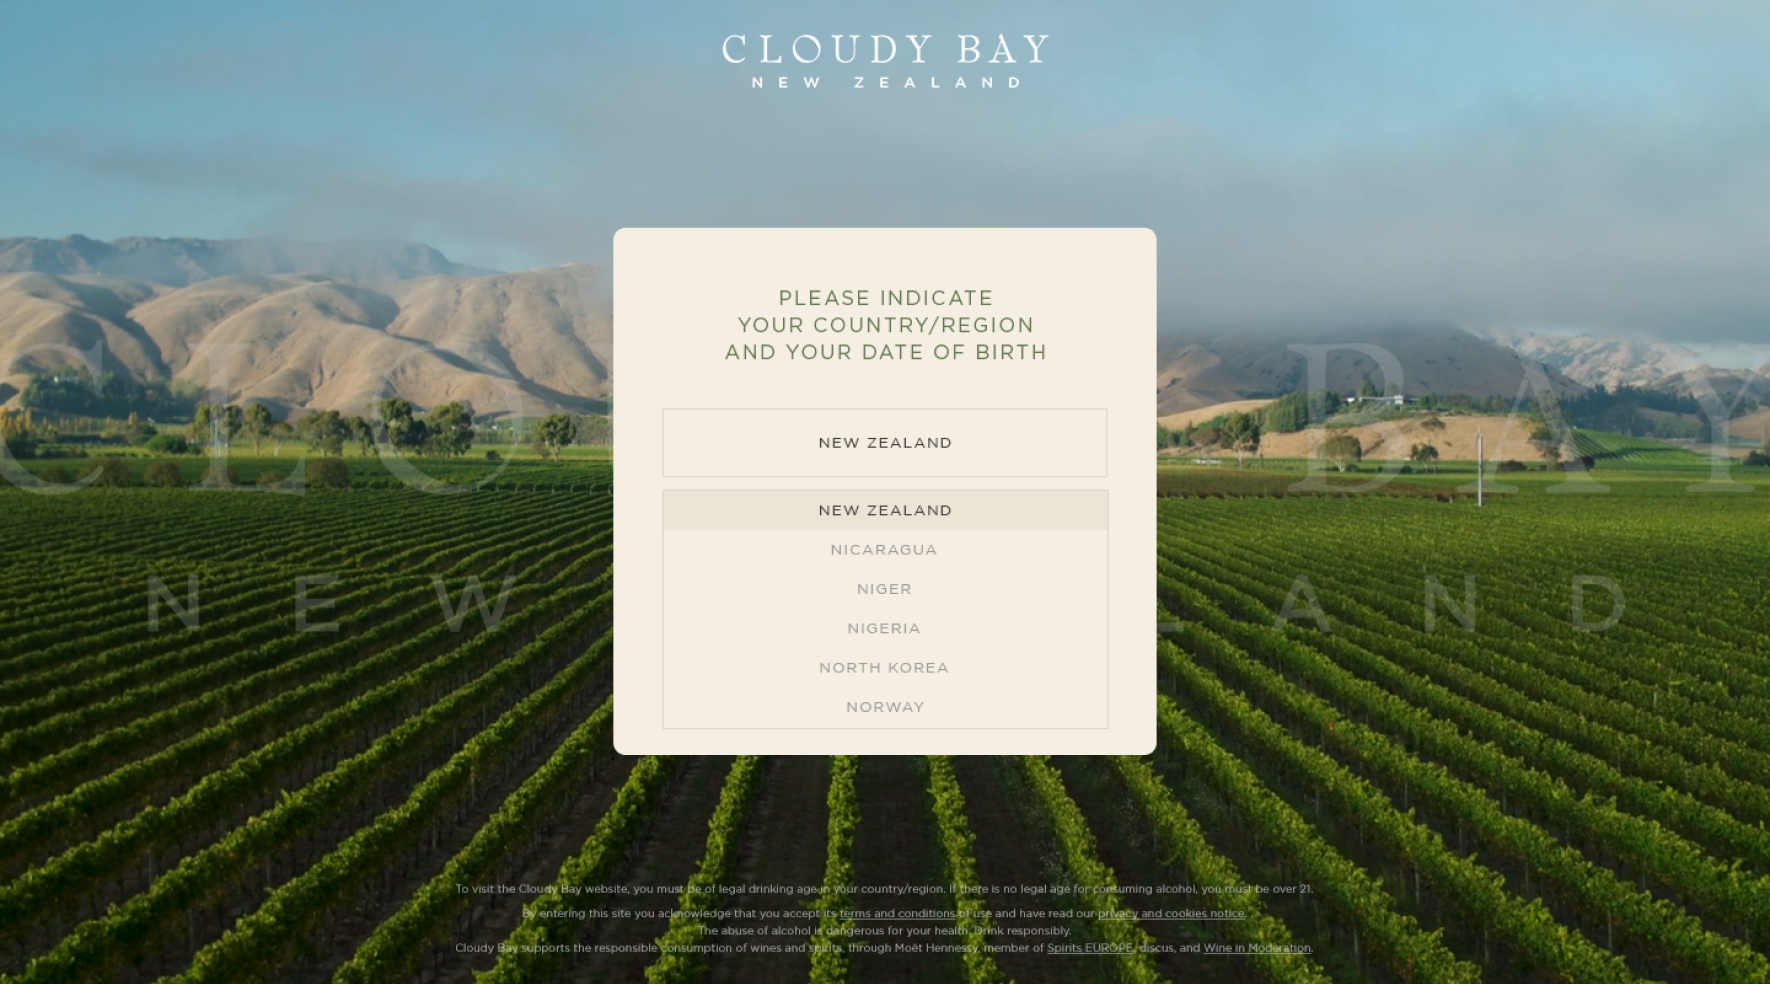 CLOUDY BAY
NEW ZEALAND
PLEASE INDICATE
YOUR COUNTRY/REGION
AND YOUR DATE OF BIRTH
NEW ZEALAND
NEW ZEALAND
NICARAGUA
NIGER
NIGERIA
NORTH KOREA
NORWAY
CLO BAY
NEW LAND
To visit the Cloudy Bay website, you must be of legal drinking age in your country/region. If there is no legal age for consuming alcohol, you must be over 21.
By entering this site you acknowledge that you accept its terms and conditions of use and have read our privacy and cookies notice.
The abuse of alcohol is dangerous for your health. Drink responsibly.
Cloudy Bay supports the responsible consumption of wines and spirits, through Moët Hennessy, member of Spirits EUROPE, discus, and Wine in Moderation.